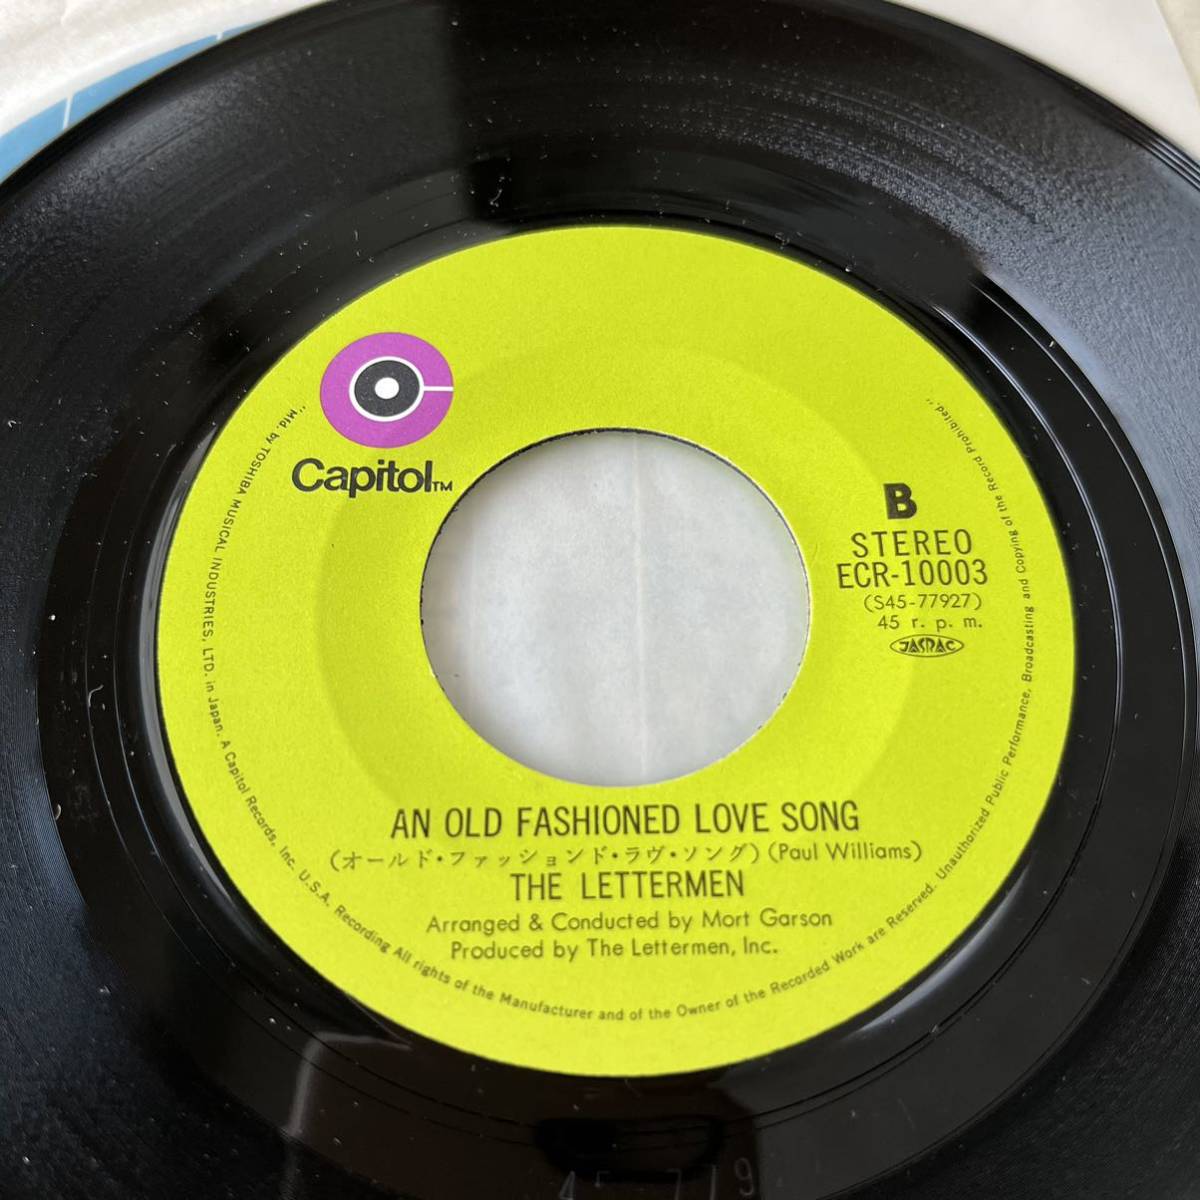 Capitol™
B
STEREO
ECR-10003
(S45-77927)
45 r. p. m.
JASRAC
AN OLD FASHIONED LOVE SONG
(オールド・ファッションド・ラヴ・ソング) (Paul Williams)
THE LETTERMEN
Arranged & Conducted by Mort Garson
Produced by The Lettermen, Inc.
"Mfd. by TOSHIBA MUSICAL INDUSTRIES, LTD. in Japan. A Capitol Records, Inc. U.S.A. Recording All rights of the Manufacturer and of the Owner of the Recorded Work are Reserved. Unauthorized Public Performance, Broadcasting and Copying of the Record Prohibited."